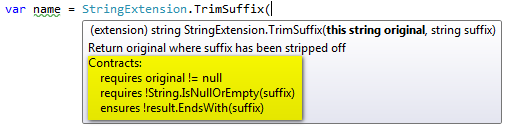 var name = StringExtension.TrimSuffix(
(extension) string StringExtension.TrimSuffix(this string original, string suffix)
Return original where suffix has been stripped off
Contracts:
requires original != null
requires !String.IsNullOrEmpty(suffix)
ensures !result.EndsWith(suffix)